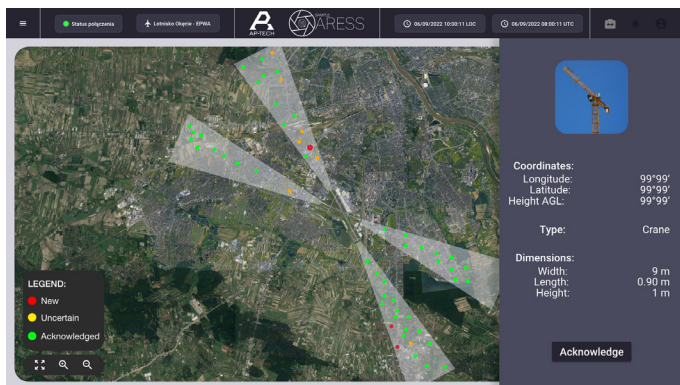 Status połączenia
Lotnisko Okęcie - EPWA
AP-TECH
CAMPUS
ARESS
06/09/2022 10:00:11 LOC
06/09/2022 08:00:11 UTC
Coordinates:
Longitude: 99°99'
Latitude: 99°99'
Height AGL: 99°99'
Type: Crane
Dimensions:
Width: 9 m
Length: 0.90 m
Height: 1 m
Acknowledge
LEGEND:
New
Uncertain
Acknowledged